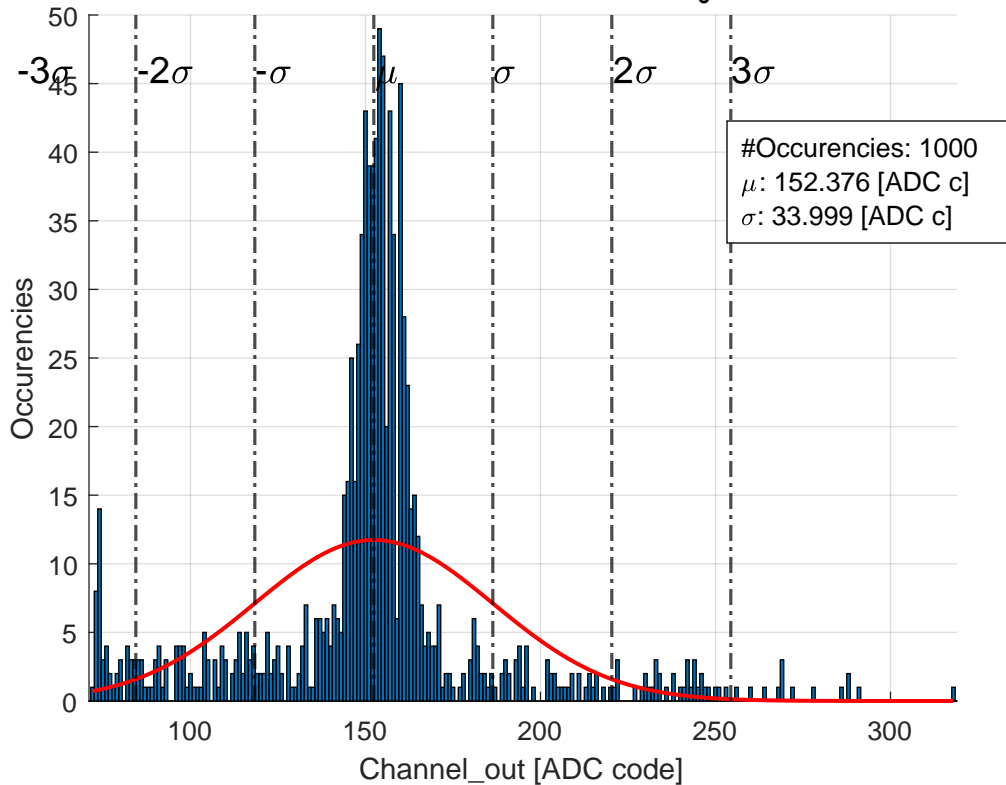 -3σ
-2σ
-σ
μ
σ
2σ
3σ
#Occurencies: 1000
μ: 152.376 [ADC c]
σ: 33.999 [ADC c]
50
45
40
35
30
25
20
15
10
5
0
Occurencies
100
150
200
250
300
Channel_out [ADC code]